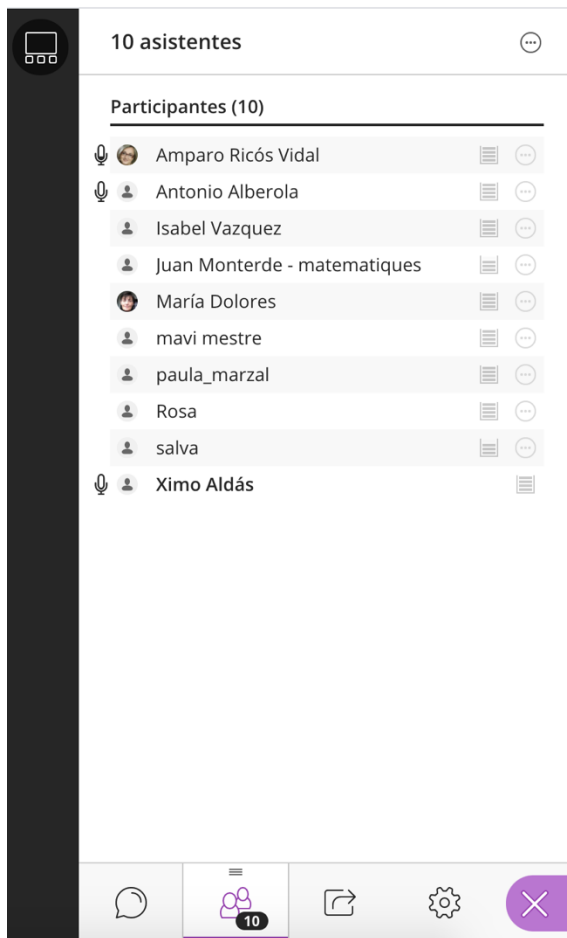 10 asistentes
Participantes (10)
Amparo Ricós Vidal
Antonio Alberola
Isabel Vazquez
Juan Monterde - matematiques
María Dolores
mavi mestre
paula_marzal
Rosa
salva
Ximo Aldás
10